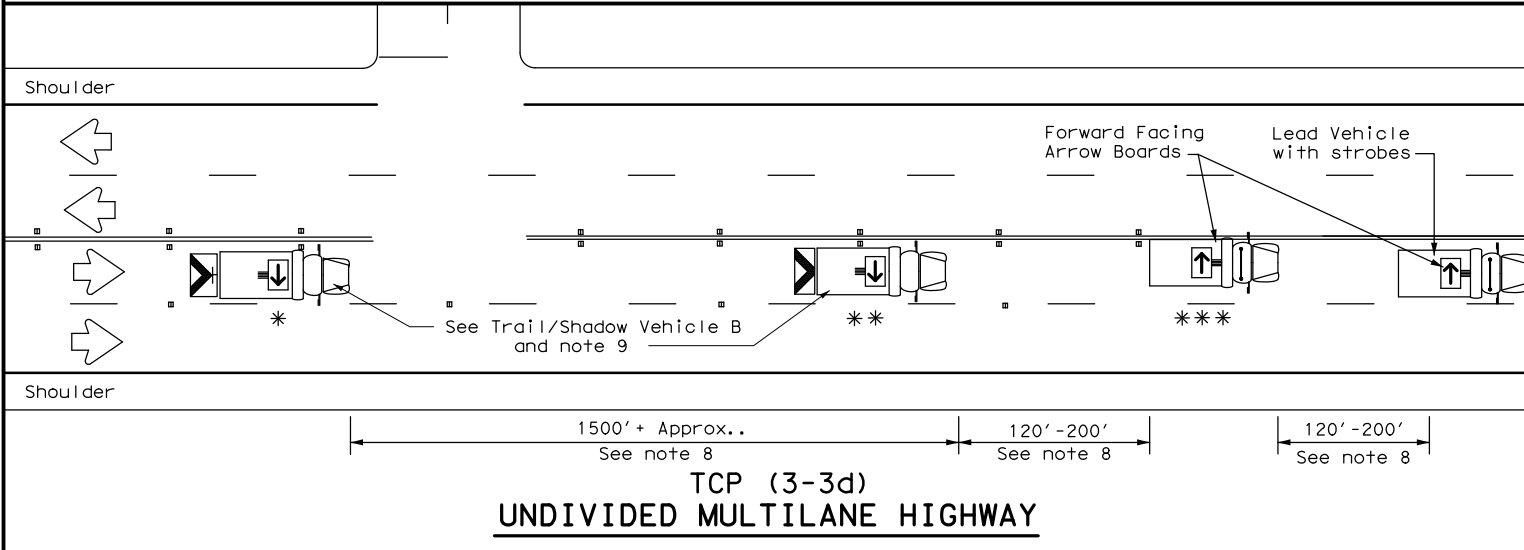 Shoulder
Forward Facing
Arrow Boards
Lead Vehicle
with strobes
*
**
***
See Trail/Shadow Vehicle B
and note 9
Shoulder
1500'+ Approx..
See note 8
120'-200'
See note 8
120'-200'
See note 8
TCP (3-3d)
UNDIVIDED MULTILANE HIGHWAY